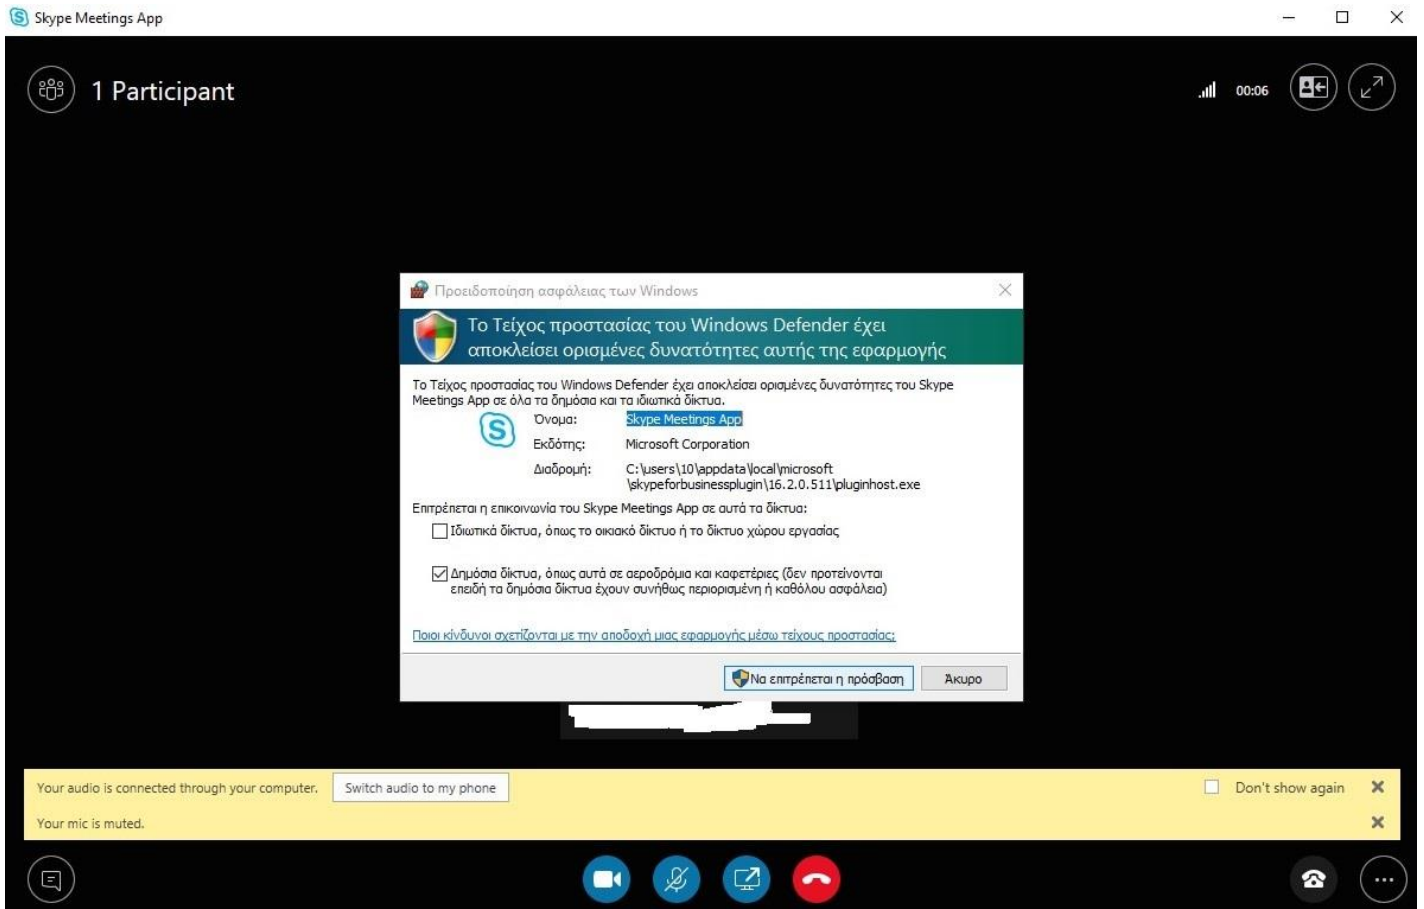 Skype Meetings App
1 Participant
00:06
Προειδοποίηση ασφάλειας των Windows
Το Τείχος προστασίας του Windows Defender έχει
αποκλείσει ορισμένες δυνατότητες αυτής της εφαρμογής
Το Τείχος προστασίας του Windows Defender έχει αποκλείσει ορισμένες δυνατότητες του Skype
Meetings App σε όλα τα δημόσια και τα ιδιωτικά δίκτυα.
Όνομα: Skype Meetings App
Εκδότης: Microsoft Corporation
Διαδρομή: C:\users\10\appdata\local\microsoft
\skypeforbusinessplugin\16.2.0.511\pluginhost.exe
Επιτρέπεται η επικοινωνία του Skype Meetings App σε αυτά τα δίκτυα:
Ιδιωτικά δίκτυα, όπως το οικιακό δίκτυο ή το δίκτυο χώρου εργασίας
Δημόσια δίκτυα, όπως αυτά σε αεροδρόμια και καφετέριες (δεν προτείνονται
επειδή τα δημόσια δίκτυα έχουν συνήθως περιορισμένη ή καθόλου ασφάλεια)
Ποιοι κίνδυνοι σχετίζονται με την αποδοχή μιας εφαρμογής μέσω τείχους προστασίας;
Να επιτρέπεται η πρόσβαση Άκυρο
Your audio is connected through your computer. Switch audio to my phone Don't show again
Your mic is muted.